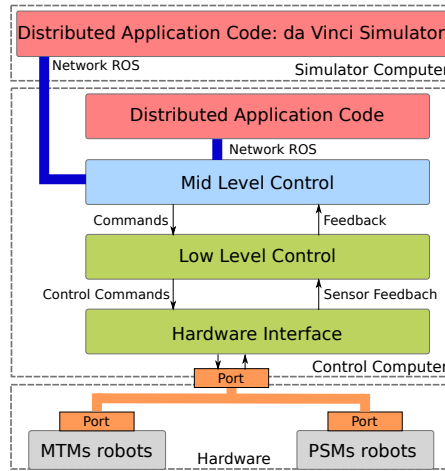 Distributed Application Code: da Vinci Simulator
Network ROS
Simulator Computer
Distributed Application Code
Network ROS
Mid Level Control
Commands
Feedback
Low Level Control
Control Commands
Sensor Feedbach
Hardware Interface
Control Computer
Port
Port
Port
MTMs robots
PSMs robots
Hardware